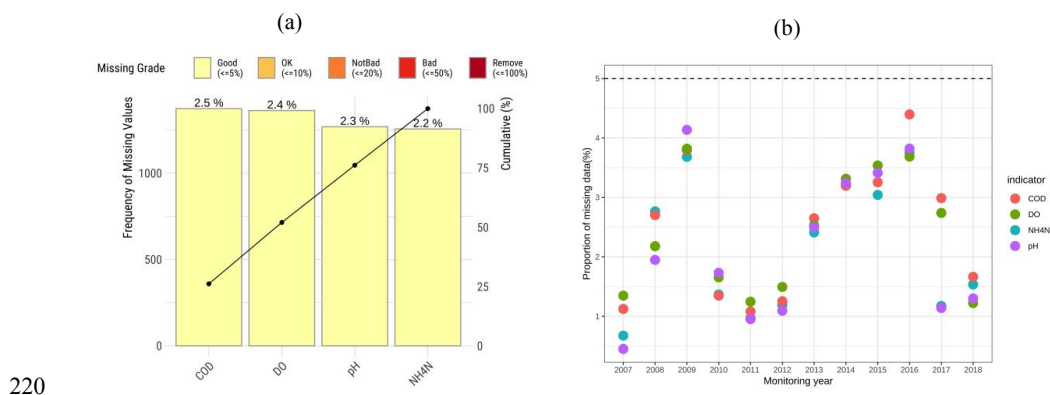 (a)
Missing Grade
Good
(<=5%)
OK
(<=10%)
NotBad
(<=20%)
Bad
(<=50%)
Remove
(<=100%)
2.5 %
2.4 %
2.3 %
2.2 %
Frequency of Missing Values
1000
500
0
Cumulative (%)
100
75
50
25
0
COD
DO
pH
NH4N
(b)
Proportion of missing data(%)
5
4
3
2
1
2007 2008 2009 2010 2011 2012 2013 2014 2015 2016 2017 2018
Monitoring year
indicator
COD
DO
NH4N
pH
220